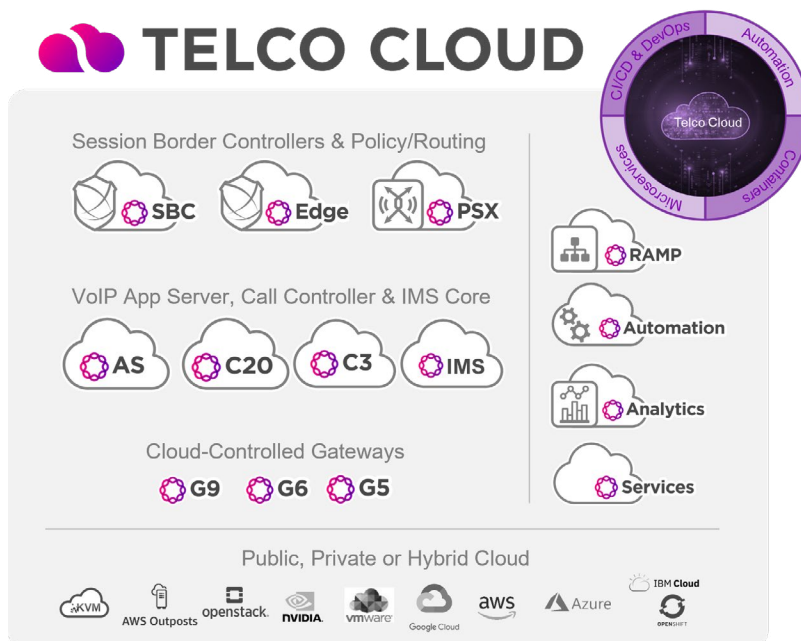 TELCO CLOUD
CI/CD & DevOps
Automation
Telco Cloud
Microservices
Containers
Session Border Controllers & Policy/Routing
SBC
Edge
PSX
VoIP App Server, Call Controller & IMS Core
AS
C20
C3
IMS
Cloud-Controlled Gateways
G9
G6
G5
RAMP
Automation
Analytics
Services
Public, Private or Hybrid Cloud
KVM
AWS Outposts
openstack.
NVIDIA.
vmware
Google Cloud
aws
Azure
IBM Cloud
OPENSHIFT